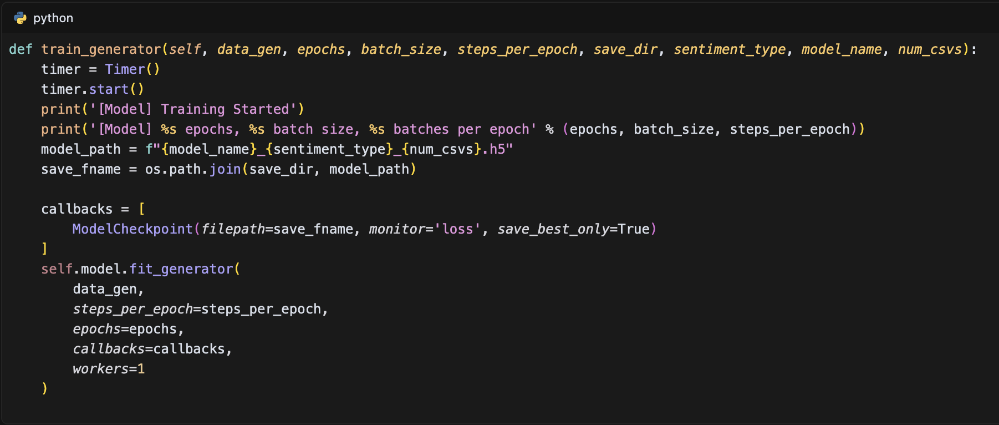 python
def train_generator(self, data_gen, epochs, batch_size, steps_per_epoch, save_dir, sentiment_type, model_name, num_csvs):
    timer = Timer()
    timer.start()
    print('[Model] Training Started')
    print('[Model] %s epochs, %s batch size, %s batches per epoch' % (epochs, batch_size, steps_per_epoch))
    model_path = f"{model_name}_{sentiment_type}_{num_csvs}.h5"
    save_fname = os.path.join(save_dir, model_path)

    callbacks = [
        ModelCheckpoint(filepath=save_fname, monitor='loss', save_best_only=True)
    ]
    self.model.fit_generator(
        data_gen,
        steps_per_epoch=steps_per_epoch,
        epochs=epochs,
        callbacks=callbacks,
        workers=1
    )